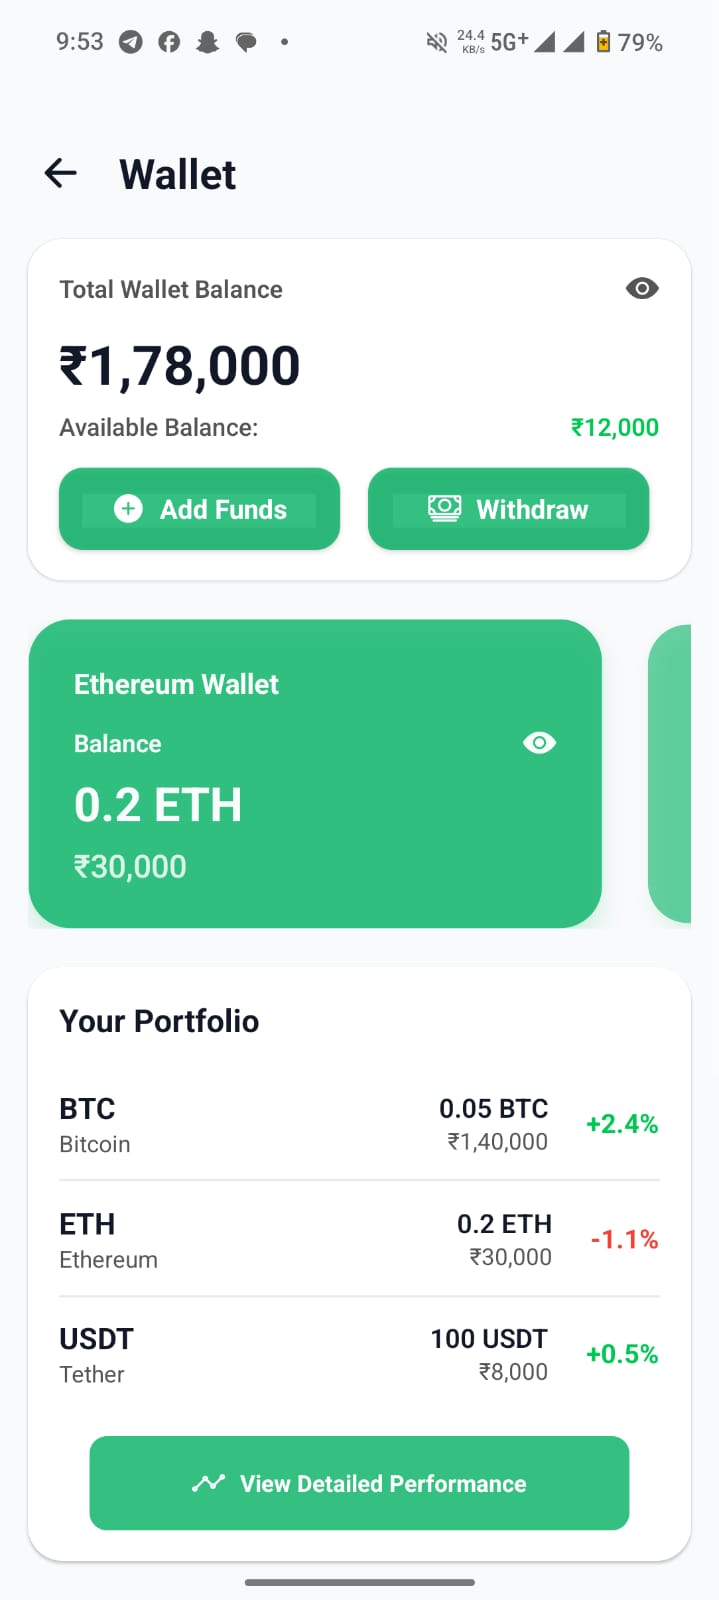 9:53 24.4 KB/s 5G+ 79%
Wallet
Total Wallet Balance
₹1,78,000
Available Balance: ₹12,000
Add Funds Withdraw
Ethereum Wallet
Balance
0.2 ETH
₹30,000
Your Portfolio
BTC 0.05 BTC +2.4%
Bitcoin ₹1,40,000
ETH 0.2 ETH -1.1%
Ethereum ₹30,000
USDT 100 USDT +0.5%
Tether ₹8,000
View Detailed Performance